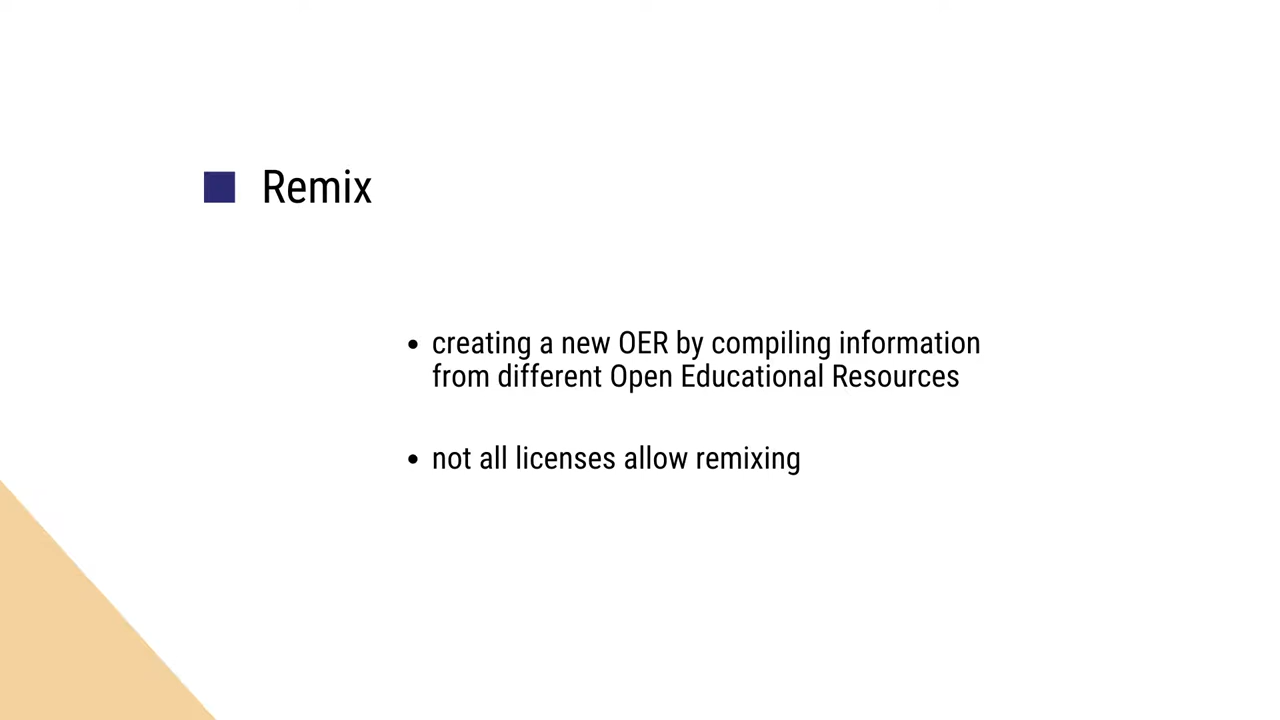 Remix
• creating a new OER by compiling information
from different Open Educational Resources
• not all licenses allow remixing